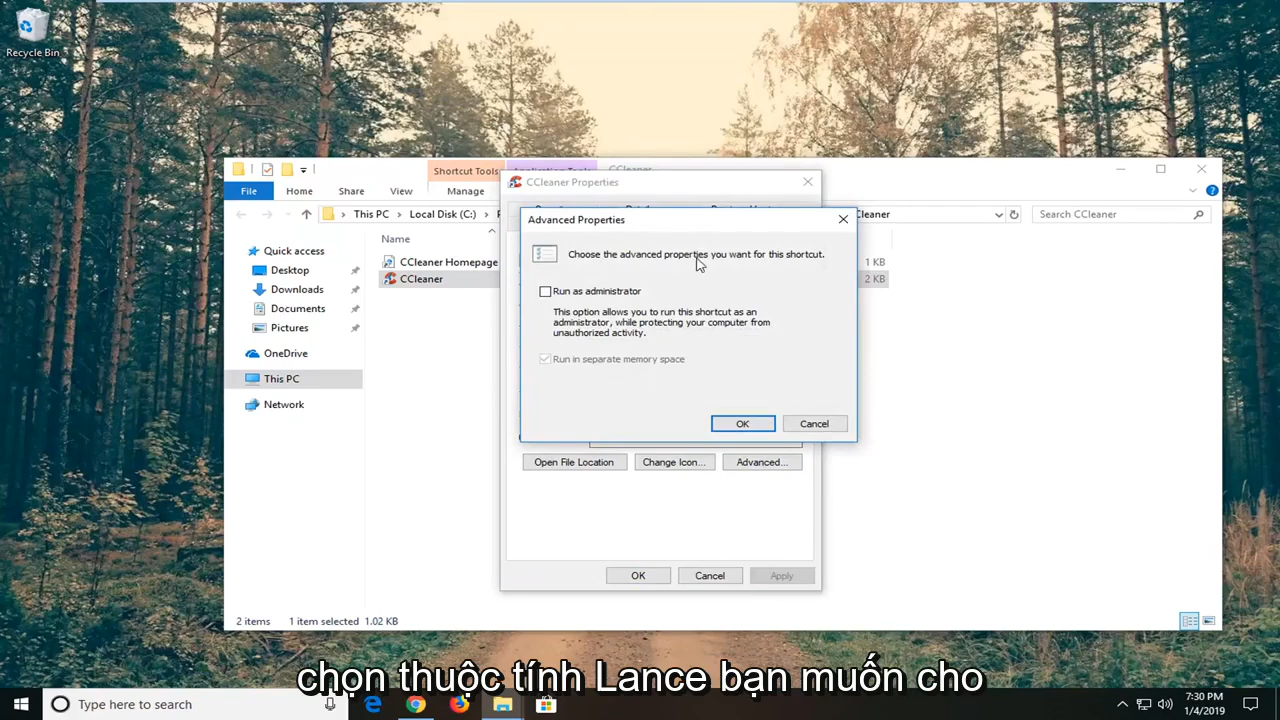 Recycle Bin
Shortcut Tools
CCleaner
File
Home
Share
View
Manage
CCleaner Properties
This PC
Local Disk (C:)
Cleaner
Search CCleaner
Advanced Properties
Choose the advanced properties you want for this shortcut.
Run as administrator
This option allows you to run this shortcut as an
administrator, while protecting your computer from
unauthorized activity.
Run in separate memory space
OK
Cancel
Quick access
Desktop
Downloads
Documents
Pictures
OneDrive
This PC
Network
Name
CCleaner Homepage
1 KB
CCleaner
2 KB
Open File Location
Change Icon...
Advanced...
OK
Cancel
Apply
2 items
1 item selected 1.02 KB
chọn thuộc tính Lance bạn muốn cho
Type here to search
7:30 PM
1/4/2019